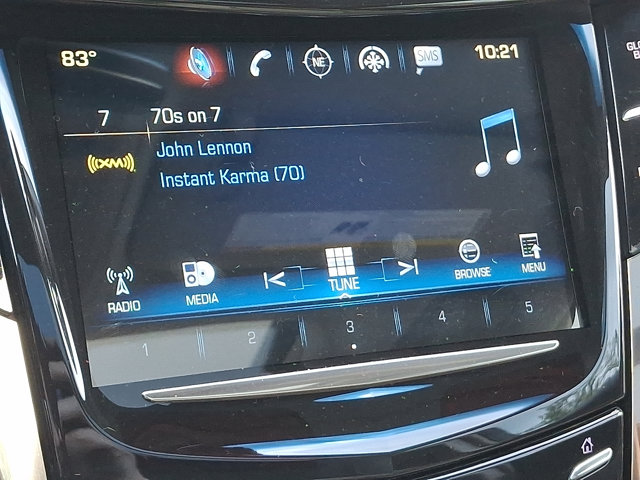 83°
NE
SMS
10:21
7
70s on 7
((XM))
John Lennon
Instant Karma (70)
RADIO
MEDIA
TUNE
BROWSE
MENU
1
2
3
4
5